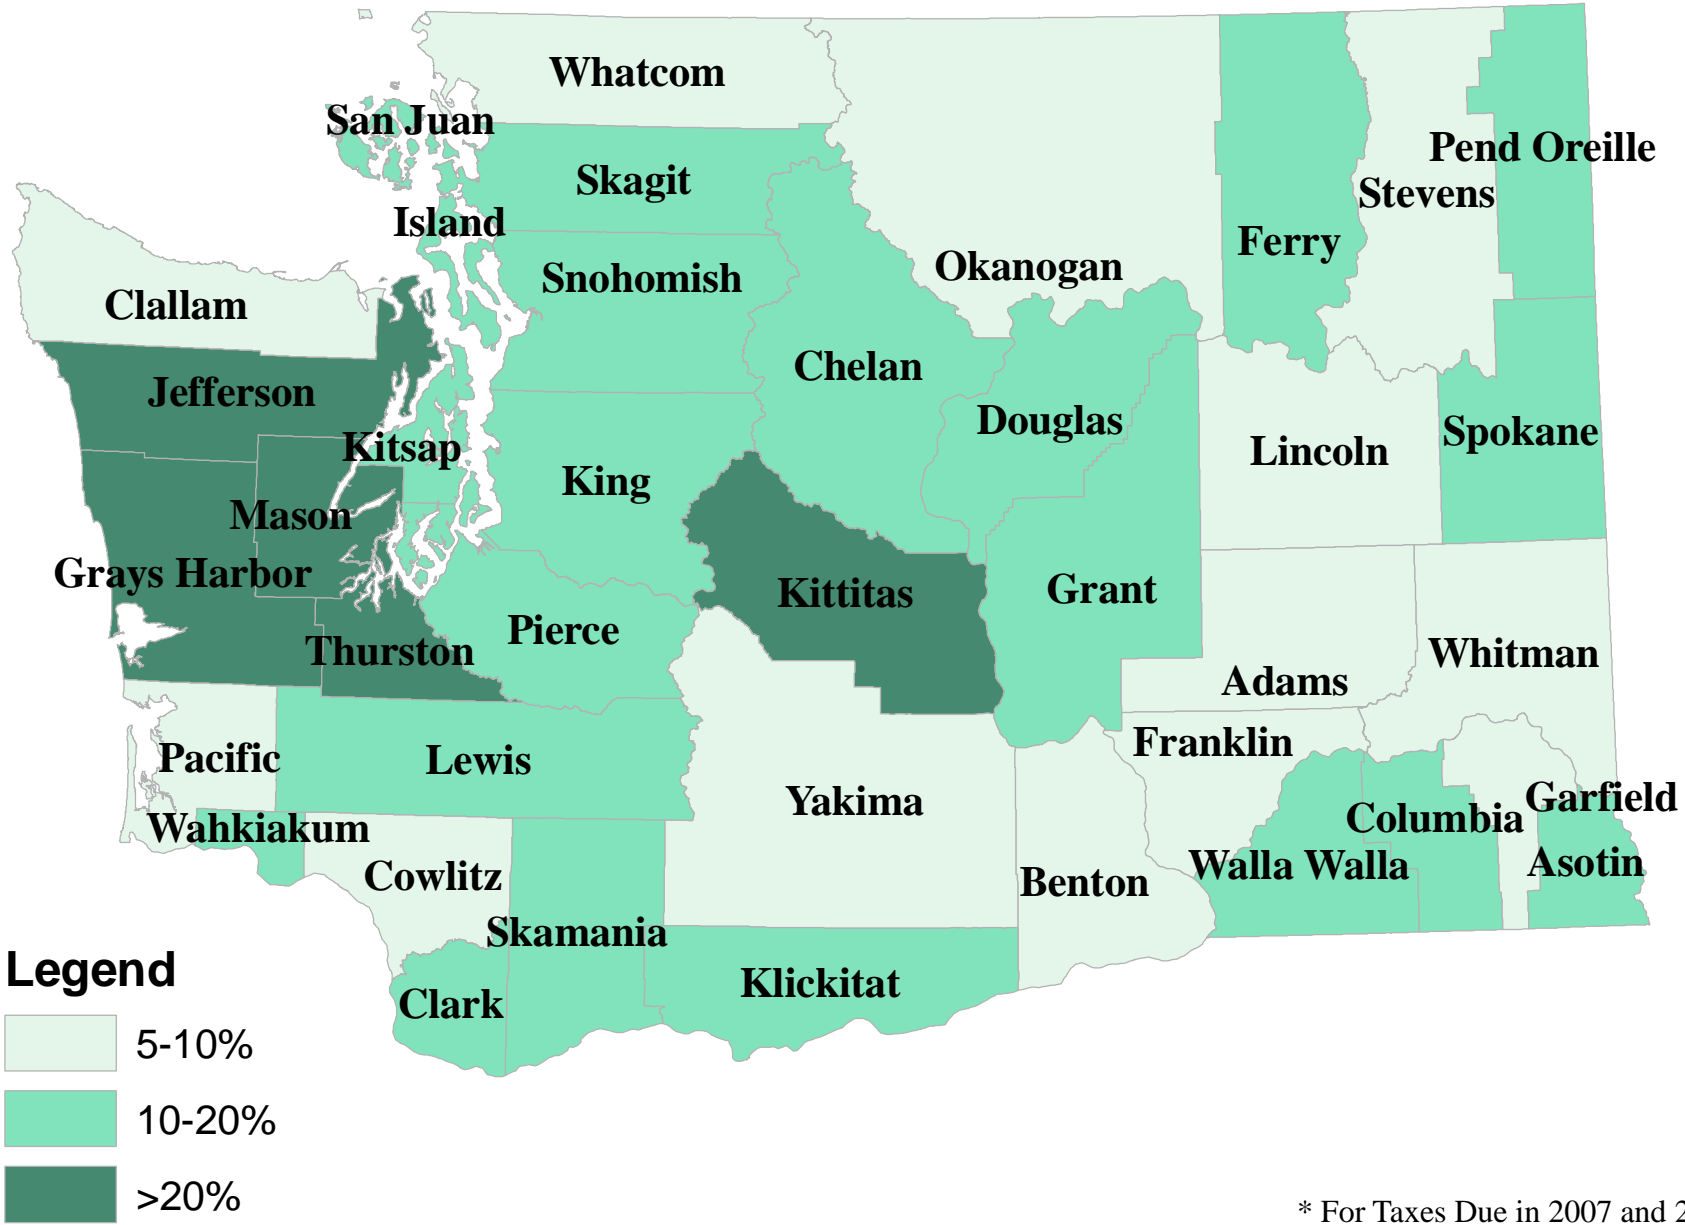 Whatcom
San Juan
Pend Oreille
Skagit
Stevens
Island
Ferry
Okanogan
Snohomish
Clallam
Chelan
Jefferson
Douglas
Spokane
Kitsap
Lincoln
King
Mason
Grays Harbor
Kittitas
Grant
Pierce
Thurston
Whitman
Adams
Franklin
Pacific
Lewis
Yakima
Garfield
Columbia
Wahkiakum
Walla Walla
Asotin
Cowlitz
Benton
Skamania
Klickitat
Clark
Legend
5-10%
10-20%
>20%
* For Taxes Due in 2007 and 2